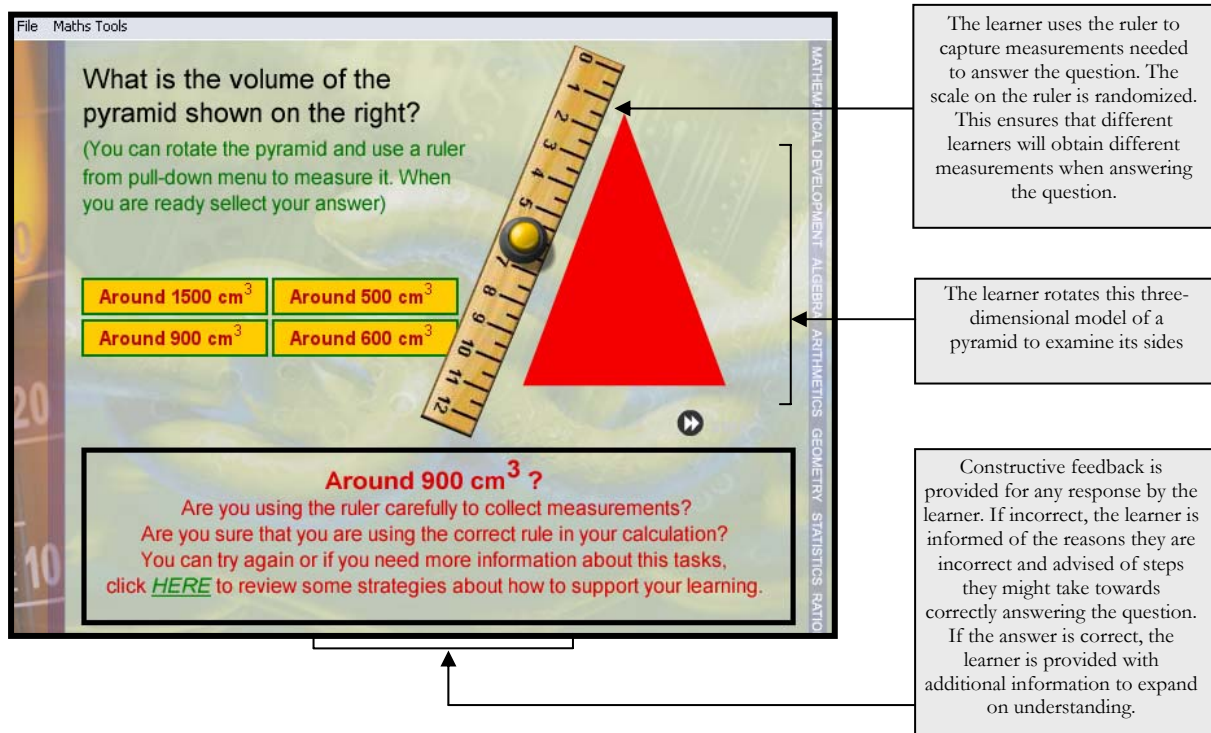 File Maths Tools
What is the volume of the
pyramid shown on the right?
(You can rotate the pyramid and use a ruler
from pull-down menu to measure it. When
you are ready sellect your answer)
Around 1500 cm3
Around 500 cm3
Around 900 cm3
Around 600 cm3
0
1
2
3
4
5
7
8
9
10
11
12
MATHEMATICAL DEVELOPMENT ALGEBRA ARITHMETICS GEOMETRY STATISTICS RATIO
20
10
Around 900 cm3 ?
Are you using the ruler carefully to collect measurements?
Are you sure that you are using the correct rule in your calculation?
You can try again or if you need more information about this tasks,
click HERE to review some strategies about how to support your learning.
The learner uses the ruler to
capture measurements needed
to answer the question. The
scale on the ruler is randomized.
This ensures that different
learners will obtain different
measurements when answering
the question.
The learner rotates this three-
dimensional model of a
pyramid to examine its sides
Constructive feedback is
provided for any response by the
learner. If incorrect, the learner is
informed of the reasons they are
incorrect and advised of steps
they might take towards
correctly answering the question.
If the answer is correct, the
learner is provided with
additional information to expand
on understanding.